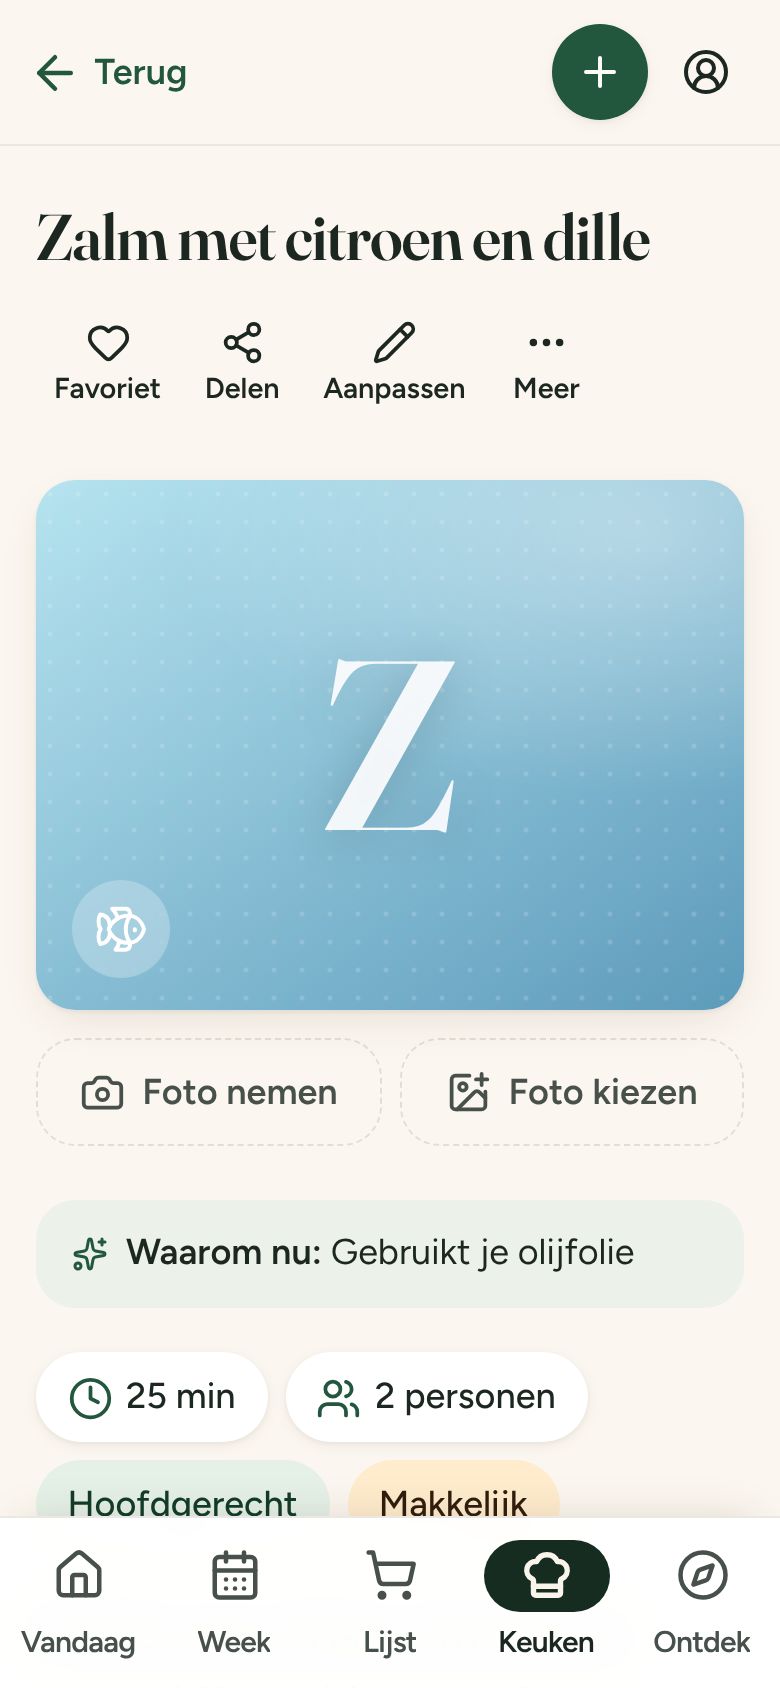 Terug
Zalm met citroen en dille
Favoriet Delen Aanpassen Meer
Z
Foto nemen Foto kiezen
Waarom nu: Gebruikt je olijfolie
25 min 2 personen
Hoofdgerecht Makkelijk
Vandaag Week Lijst Keuken Ontdek